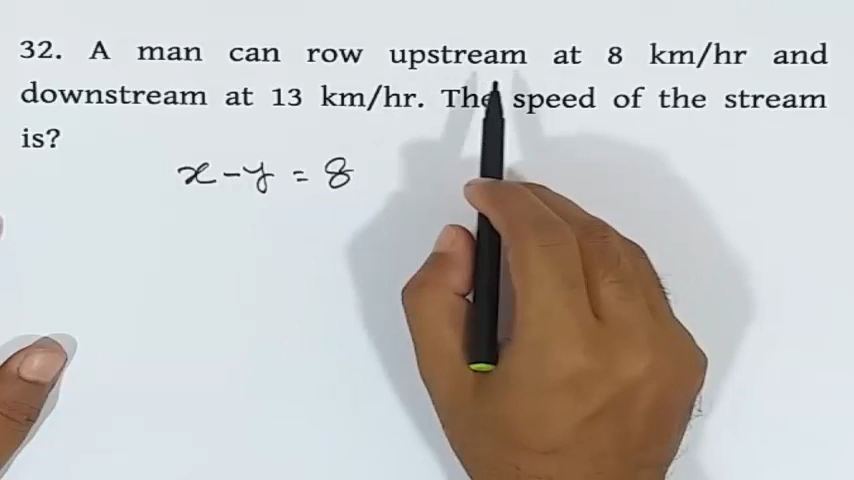 32. A man can row upstream at 8 km/hr and
downstream at 13 km/hr. The speed of the stream
is?
x - y = 8